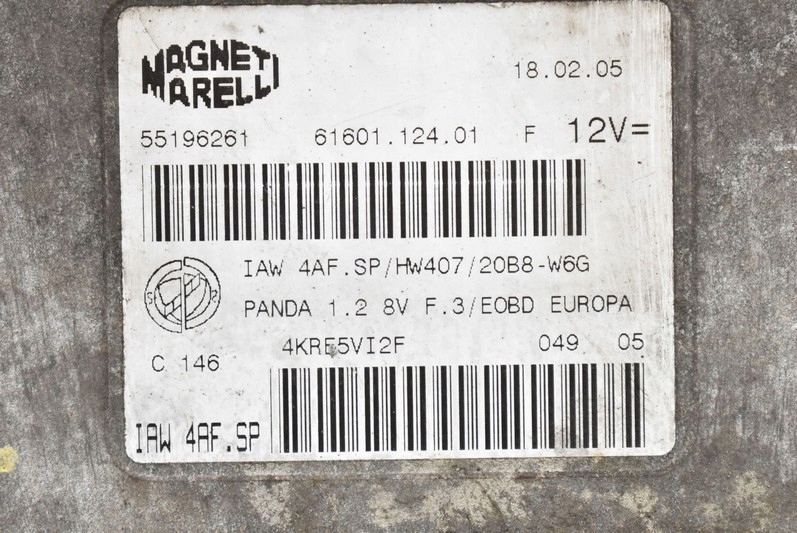 MAGNETI
MARELLI
18.02.05
55196261 61601.124.01 F 12V=
IAW 4AF.SP/HW407/20B8-W6G
PANDA 1.2 8V F.3/EOBD EUROPA
4KRE5VI2F 049 05
C 146
IAW 4AF.SP